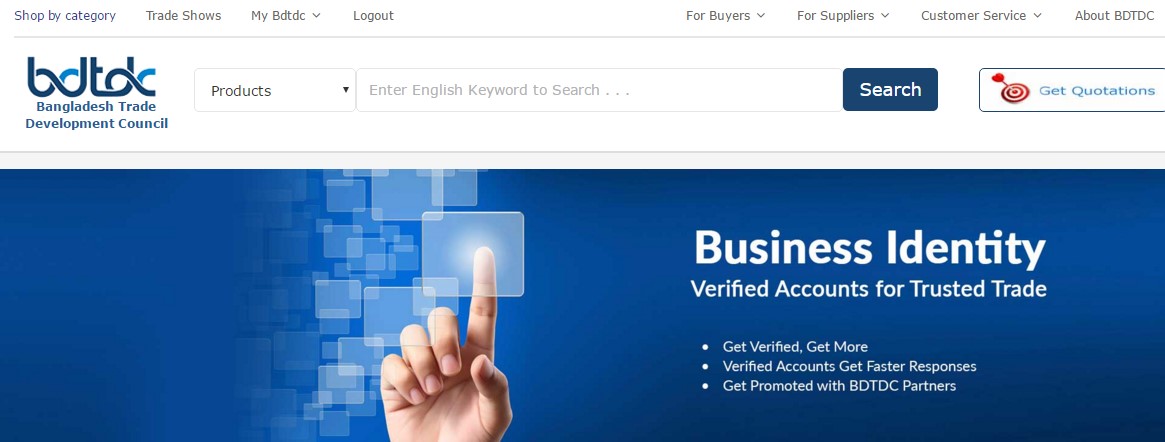 Shop by category Trade Shows My Bdtdc Logout For Buyers For Suppliers Customer Service About BDTDC
bdtdc
Bangladesh Trade
Development Council
Products Enter English Keyword to Search . . . Search Get Quotations
Business Identity
Verified Accounts for Trusted Trade
• Get Verified, Get More
• Verified Accounts Get Faster Responses
• Get Promoted with BDTDC Partners